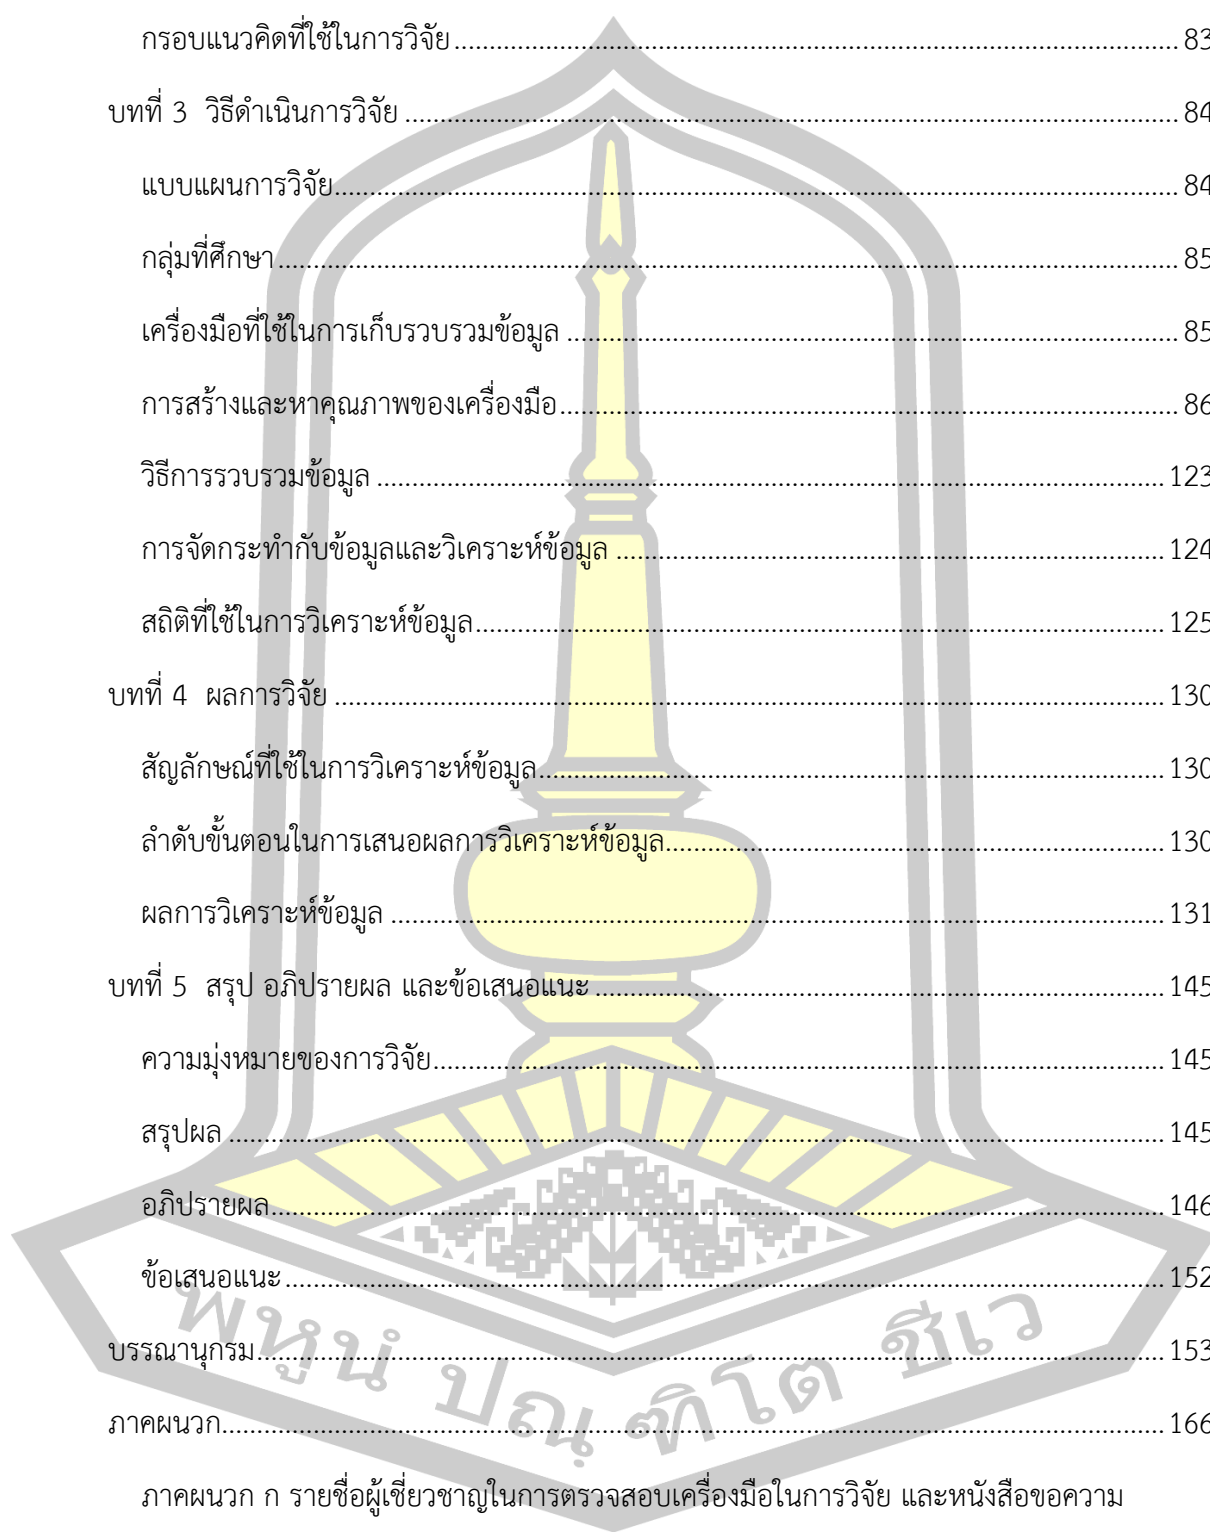 กรอบแนวคิดที่ใช้ในการวิจัย.......... 83
บทที่ 3 วิธีดำเนินการวิจัย.......... 84
แบบแผนการวิจัย.......... 84
กลุ่มที่ศึกษา.......... 85
เครื่องมือที่ใช้ในการเก็บรวบรวมข้อมูล.......... 85
การสร้างและหาคุณภาพของเครื่องมือ.......... 86
วิธีการรวบรวมข้อมูล.......... 123
การจัดกระทำกับข้อมูลและวิเคราะห์ข้อมูล.......... 124
สถิติที่ใช้ในการวิเคราะห์ข้อมูล.......... 125
บทที่ 4 ผลการวิจัย.......... 130
สัญลักษณ์ที่ใช้ในการวิเคราะห์ข้อมูล.......... 130
ลำดับขั้นตอนในการเสนอผลการวิเคราะห์ข้อมูล.......... 130
ผลการวิเคราะห์ข้อมูล.......... 131
บทที่ 5 สรุป อภิปรายผล และข้อเสนอแนะ.......... 145
ความมุ่งหมายของการวิจัย.......... 145
สรุปผล.......... 145
อภิปรายผล.......... 146
ข้อเสนอแนะ.......... 152
บรรณานุกรม.......... 153
ภาคผนวก.......... 166
ภาคผนวก ก รายชื่อผู้เชี่ยวชาญในการตรวจสอบเครื่องมือในการวิจัย และหนังสือขอความ
พหูนํ ปณฺฑิโต ชีเว